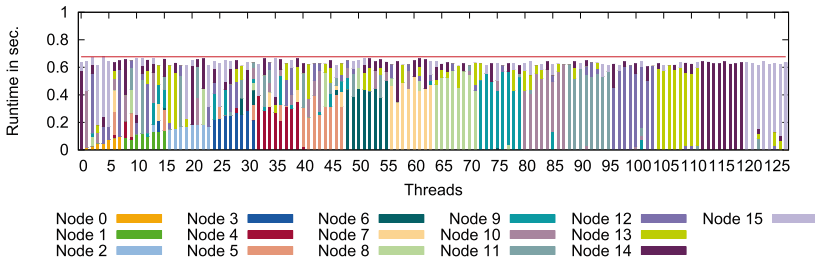 Runtime in sec.
1
0.8
0.6
0.4
0.2
0
0 5 10 15 20 25 30 35 40 45 50 55 60 65 70 75 80 85 90 95 100 105 110 115 120 125
Threads
Node 0 Node 3 Node 6 Node 9 Node 12 Node 15
Node 1 Node 4 Node 7 Node 10 Node 13
Node 2 Node 5 Node 8 Node 11 Node 14